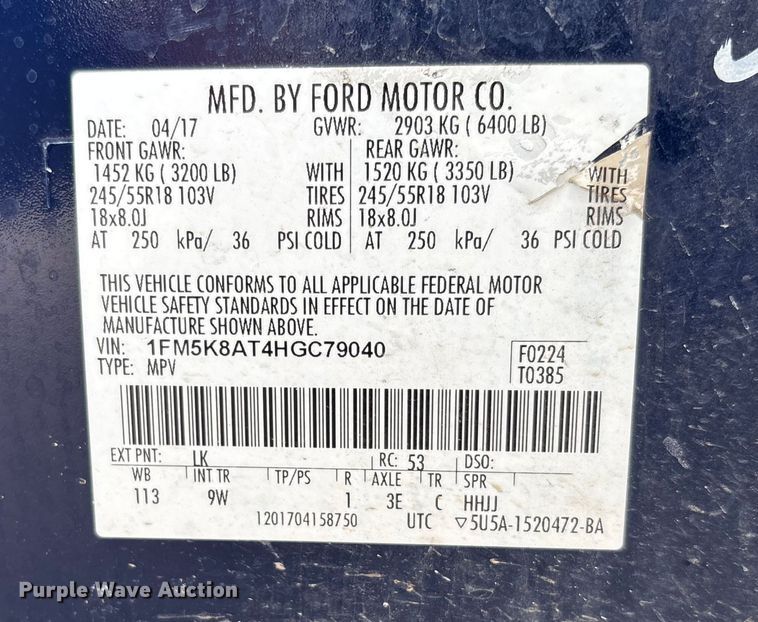 MFD. BY FORD MOTOR CO.
DATE: 04/17 GVWR: 2903 KG ( 6400 LB)
FRONT GAWR: REAR GAWR:
1452 KG ( 3200 LB) WITH 1520 KG ( 3350 LB) WITH
245/55R18 103V TIRES 245/55R18 103V TIRES
18x8.0J RIMS 18x8.0J RIMS
AT 250 kPa/ 36 PSI COLD AT 250 kPa/ 36 PSI COLD
THIS VEHICLE CONFORMS TO ALL APPLICABLE FEDERAL MOTOR
VEHICLE SAFETY STANDARDS IN EFFECT ON THE DATE OF
MANUFACTURE SHOWN ABOVE.
VIN: 1FM5K8AT4HGC79040 F0224
TYPE: MPV T0385
EXT PNT: LK RC: 53 DSO:
WB INT TR TP/PS R AXLE TR SPR
113 9W 1 3E C HHJJ
1201704158750 UTC ▽5U5A-1520472-BA
Purple Wave Auction